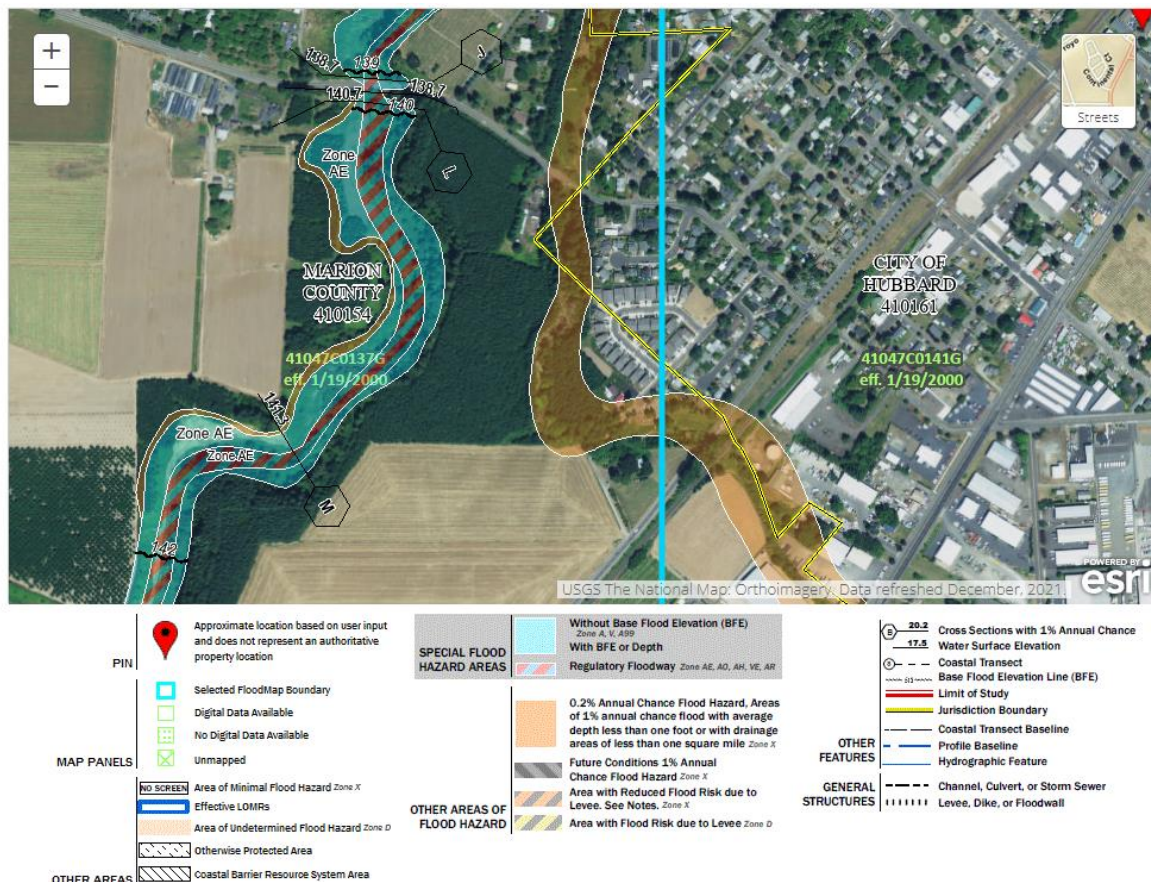 +
−
138.7
139
J
138.7
140.7
140
L
Zone
AE
MARION
COUNTY
410154
41047C0137G
eff. 1/19/2000
CITY OF
HUBBARD
410161
41047C0141G
eff. 1/19/2000
141.3
Zone AE
Zone AE
M
142
royo
Ct
Continental
Streets
POWERED BY
esri
USGS The National Map: Orthoimagery. Data refreshed December, 2021.
PIN
Approximate location based on user input
and does not represent an authoritative
property location
MAP PANELS
Selected FloodMap Boundary
Digital Data Available
No Digital Data Available
Unmapped
OTHER AREAS
NO SCREEN Area of Minimal Flood Hazard Zone X
Effective LOMRs
Area of Undetermined Flood Hazard Zone D
Otherwise Protected Area
Coastal Barrier Resource System Area
SPECIAL FLOOD
HAZARD AREAS
Without Base Flood Elevation (BFE)
Zone A, V, A99
With BFE or Depth
Regulatory Floodway Zone AE, AO, AH, VE, AR
OTHER AREAS OF
FLOOD HAZARD
0.2% Annual Chance Flood Hazard, Areas
of 1% annual chance flood with average
depth less than one foot or with drainage
areas of less than one square mile Zone X
Future Conditions 1% Annual
Chance Flood Hazard Zone X
Area with Reduced Flood Risk due to
Levee. See Notes. Zone X
Area with Flood Risk due to Levee Zone D
OTHER
FEATURES
B 20.2 Cross Sections with 1% Annual Chance
17.5 Water Surface Elevation
8 Coastal Transect
513 Base Flood Elevation Line (BFE)
Limit of Study
Jurisdiction Boundary
Coastal Transect Baseline
Profile Baseline
Hydrographic Feature
GENERAL
STRUCTURES
Channel, Culvert, or Storm Sewer
Levee, Dike, or Floodwall